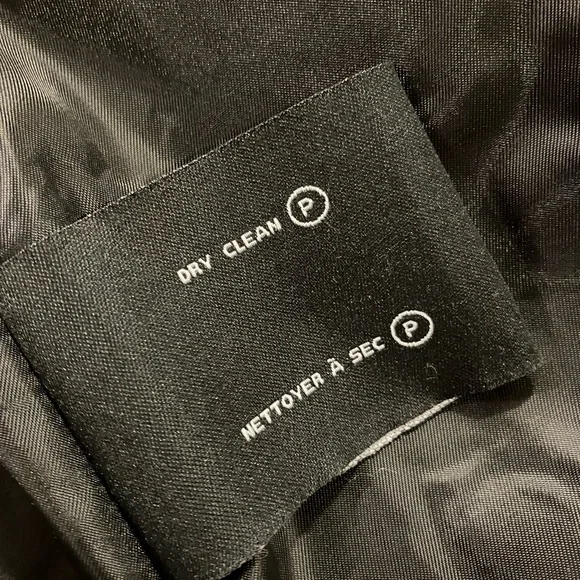 DRY CLEAN Ⓟ
NETTOYER À SEC Ⓟ